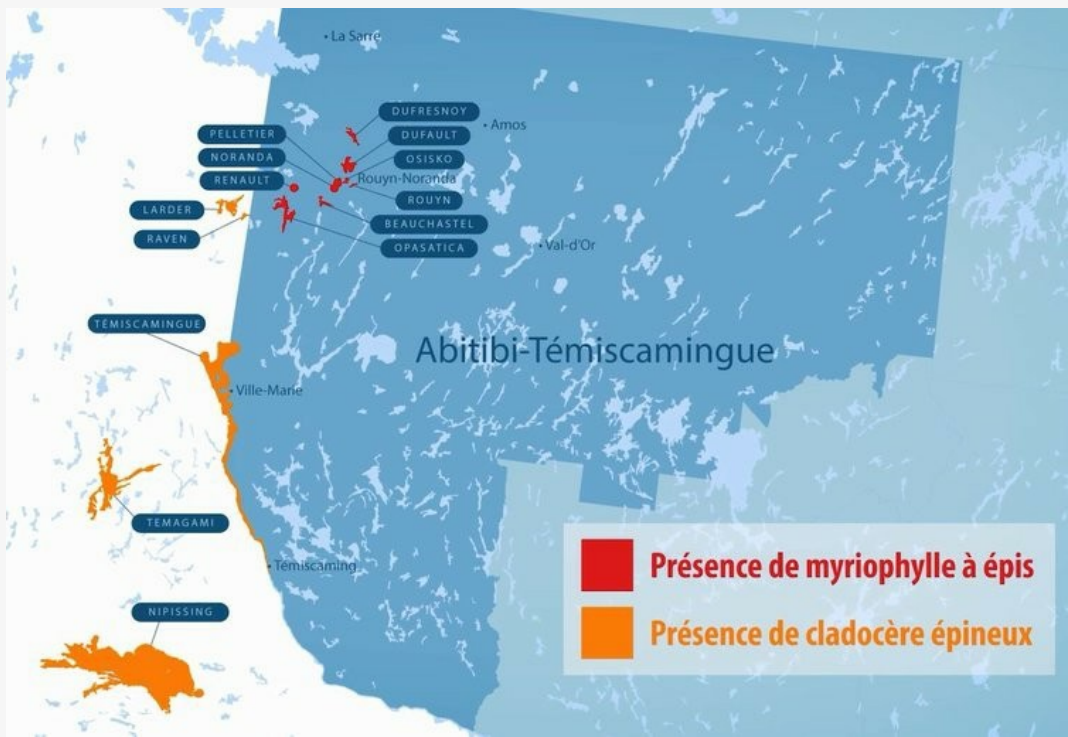 La Sarre
DUFRESNOY
Amos
PELLETIER
DUFAULT
NORANDA
OSISKO
Rouyn-Noranda
RENAULT
ROUYN
LARDER
BEAUCHASTEL
RAVEN
OPASATICA
Val-d'Or
TÉMISCAMINGUE
Abitibi-Témiscamingue
Ville-Marie
TEMAGAMI
Témiscaming
Présence de myriophylle à épis
NIPISSING
Présence de cladocère épineux